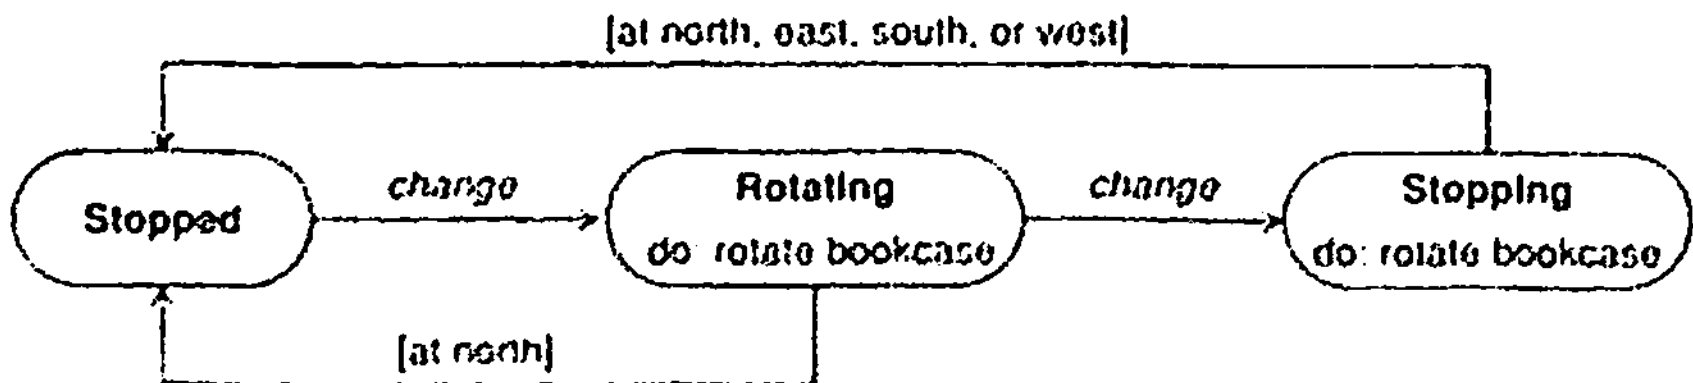 [at north, east, south, or west]
Stopped
change
Rotating
do: rotate bookcase
change
Stopping
do: rotate bookcase
[at north]